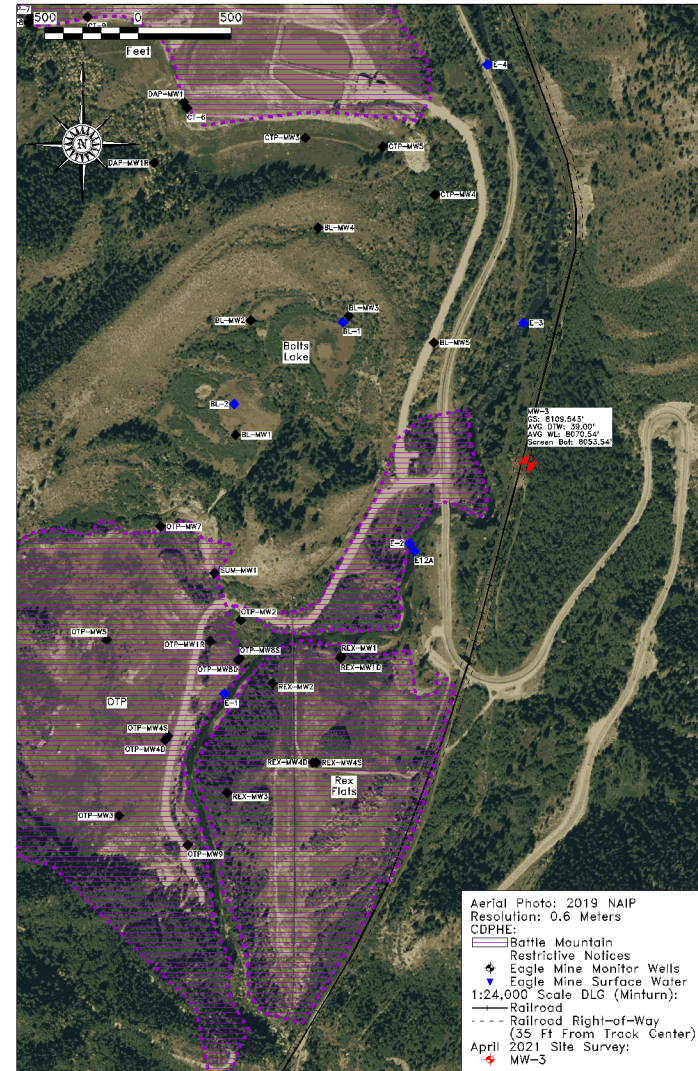 500 0 500
Feet
CT-8
DAP-MW1
CT-6
DAP-MW1R
CTP-MW3
CTP-MW5
CTP-MW4
E-4
BL-MW4
BL-MW2
BL-MW3
BL-1
E-3
Bolts
Lake
BL-MW5
BL-2
BL-MW1
MW-3
GS: 8109.543'
AVG DTW: 39.00'
AVG WL: 8070.54'
Screen Bot: 8053.54'
OTP-MW7
E-2
E12A
SUM-MW1
OTP-MW2
OTP-MW5
OTP-MW1R
OTP-MW8S
OTP-MW8D
REX-MW1
REX-MW1D
REX-MW2
E-1
OTP
OTP-MW4S
OTP-MW4D
REX-MW4D
REX-MW4S
Rex
Flats
REX-MW3
OTP-MW3
OTP-MW9
Aerial Photo: 2019 NAIP
Resolution: 0.6 Meters
CDPHE:
Battle Mountain
Restrictive Notices
Eagle Mine Monitor Wells
Eagle Mine Surface Water
1:24,000 Scale DLG (Minturn):
Railroad
Railroad Right-of-Way
(35 Ft From Track Center)
April 2021 Site Survey:
MW-3